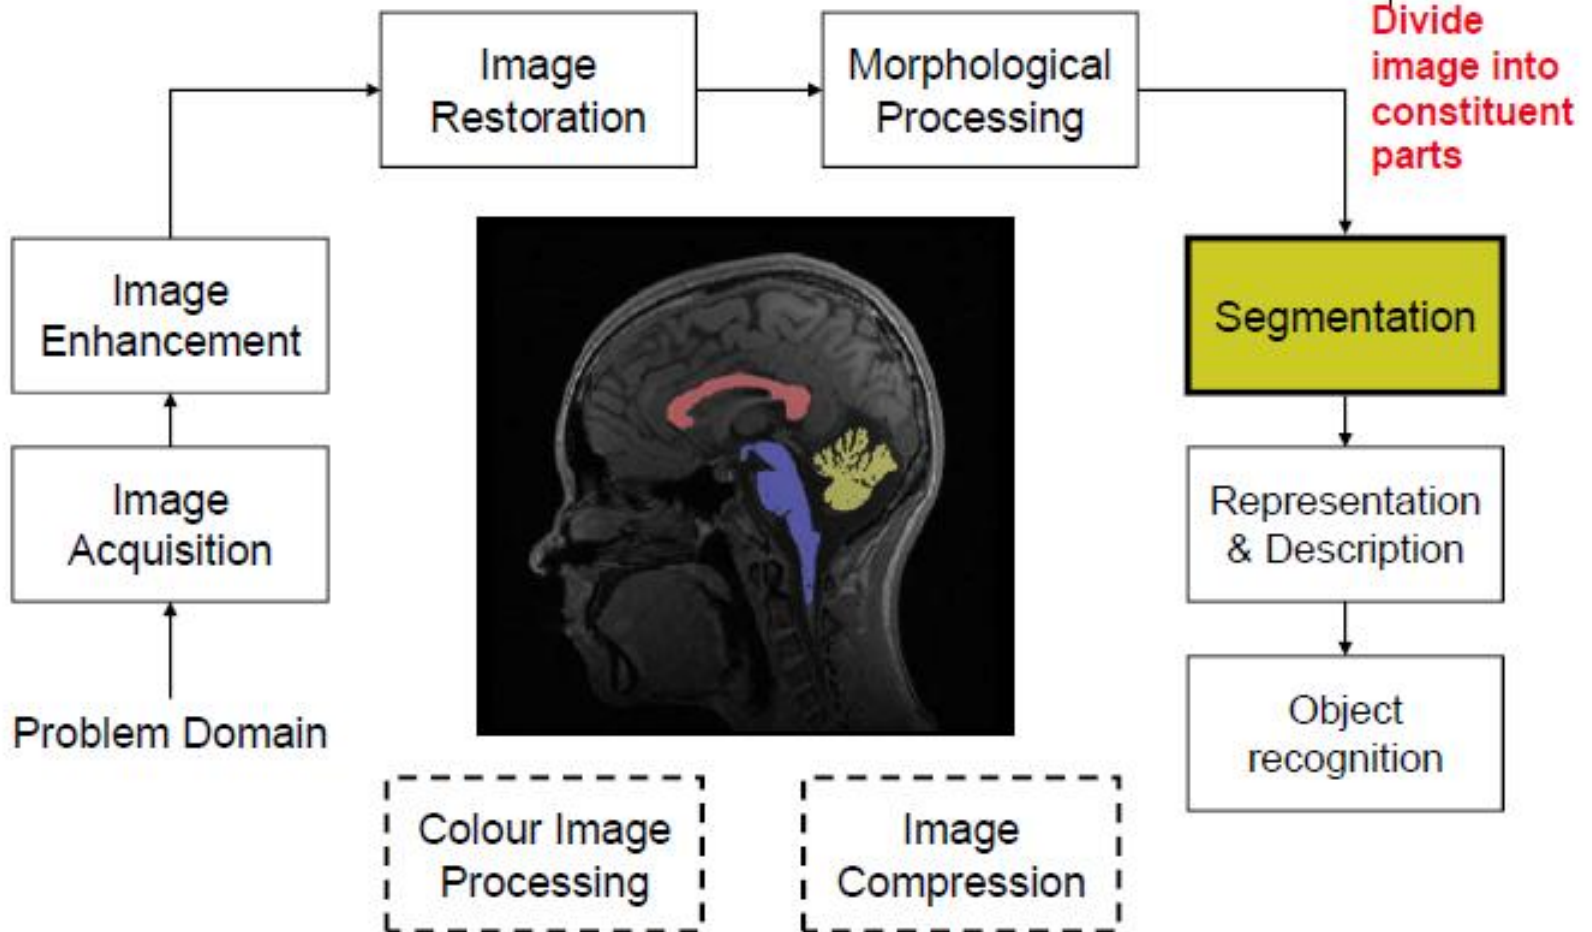 Divide
image into
constituent
parts
Image
Restoration
Morphological
Processing
Image
Enhancement
Segmentation
Image
Acquisition
Representation
& Description
Problem Domain
Object
recognition
Colour Image
Processing
Image
Compression